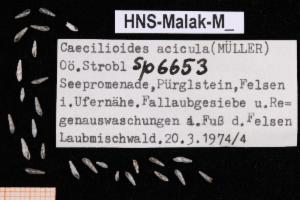 HNS-Malak-M_
Caecilioides acicula(MÜLLER)
Oö.Strobl Sp6653
Seepromenade,Pürglstein,Felsen
i.Ufernähe.Fallaubgesiebe u.Re-
genauswaschungen a.Fuß d.Felsen
Laubmischwald.20.3.1974/4